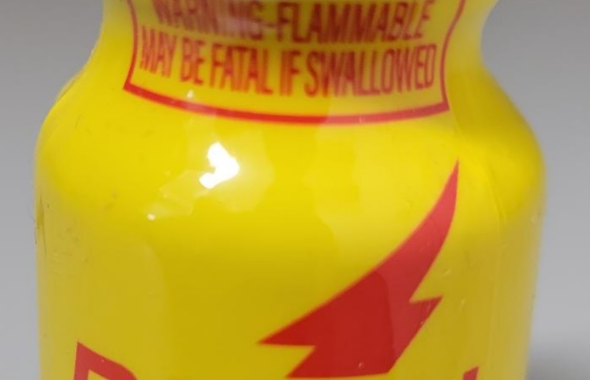 WARNING-FLAMMABLE
MAY BE FATAL IF SWALLOWED